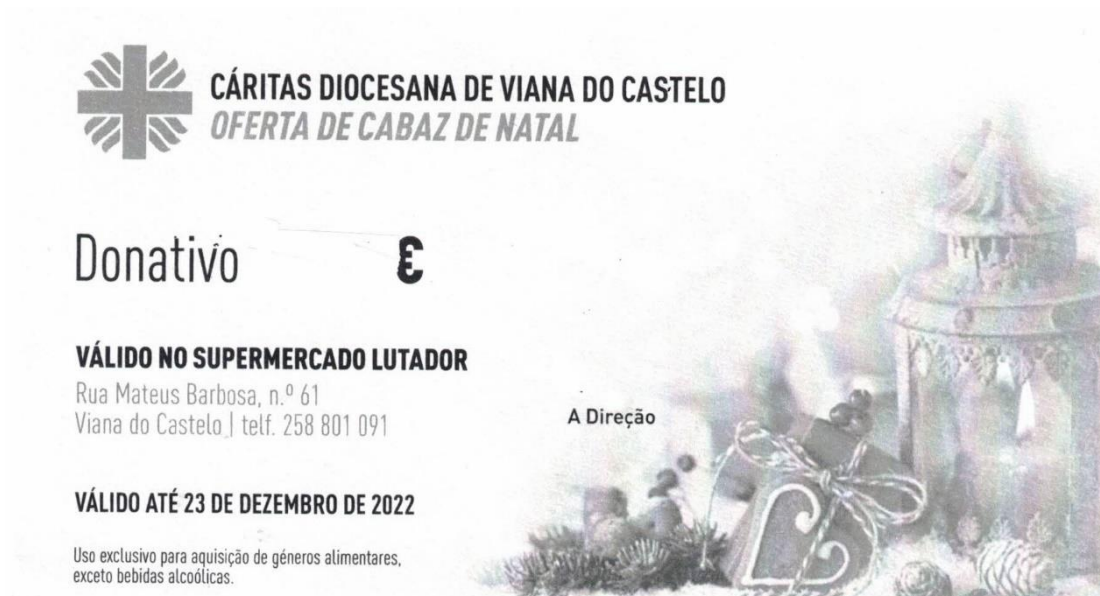 CÁRITAS DIOCESANA DE VIANA DO CASTELO
OFERTA DE CABAZ DE NATAL
Donativo €
VÁLIDO NO SUPERMERCADO LUTADOR
Rua Mateus Barbosa, n.º 61
Viana do Castelo | telf. 258 801 091
A Direção
VÁLIDO ATÉ 23 DE DEZEMBRO DE 2022
Uso exclusivo para aquisição de géneros alimentares,
exceto bebidas alcoólicas.